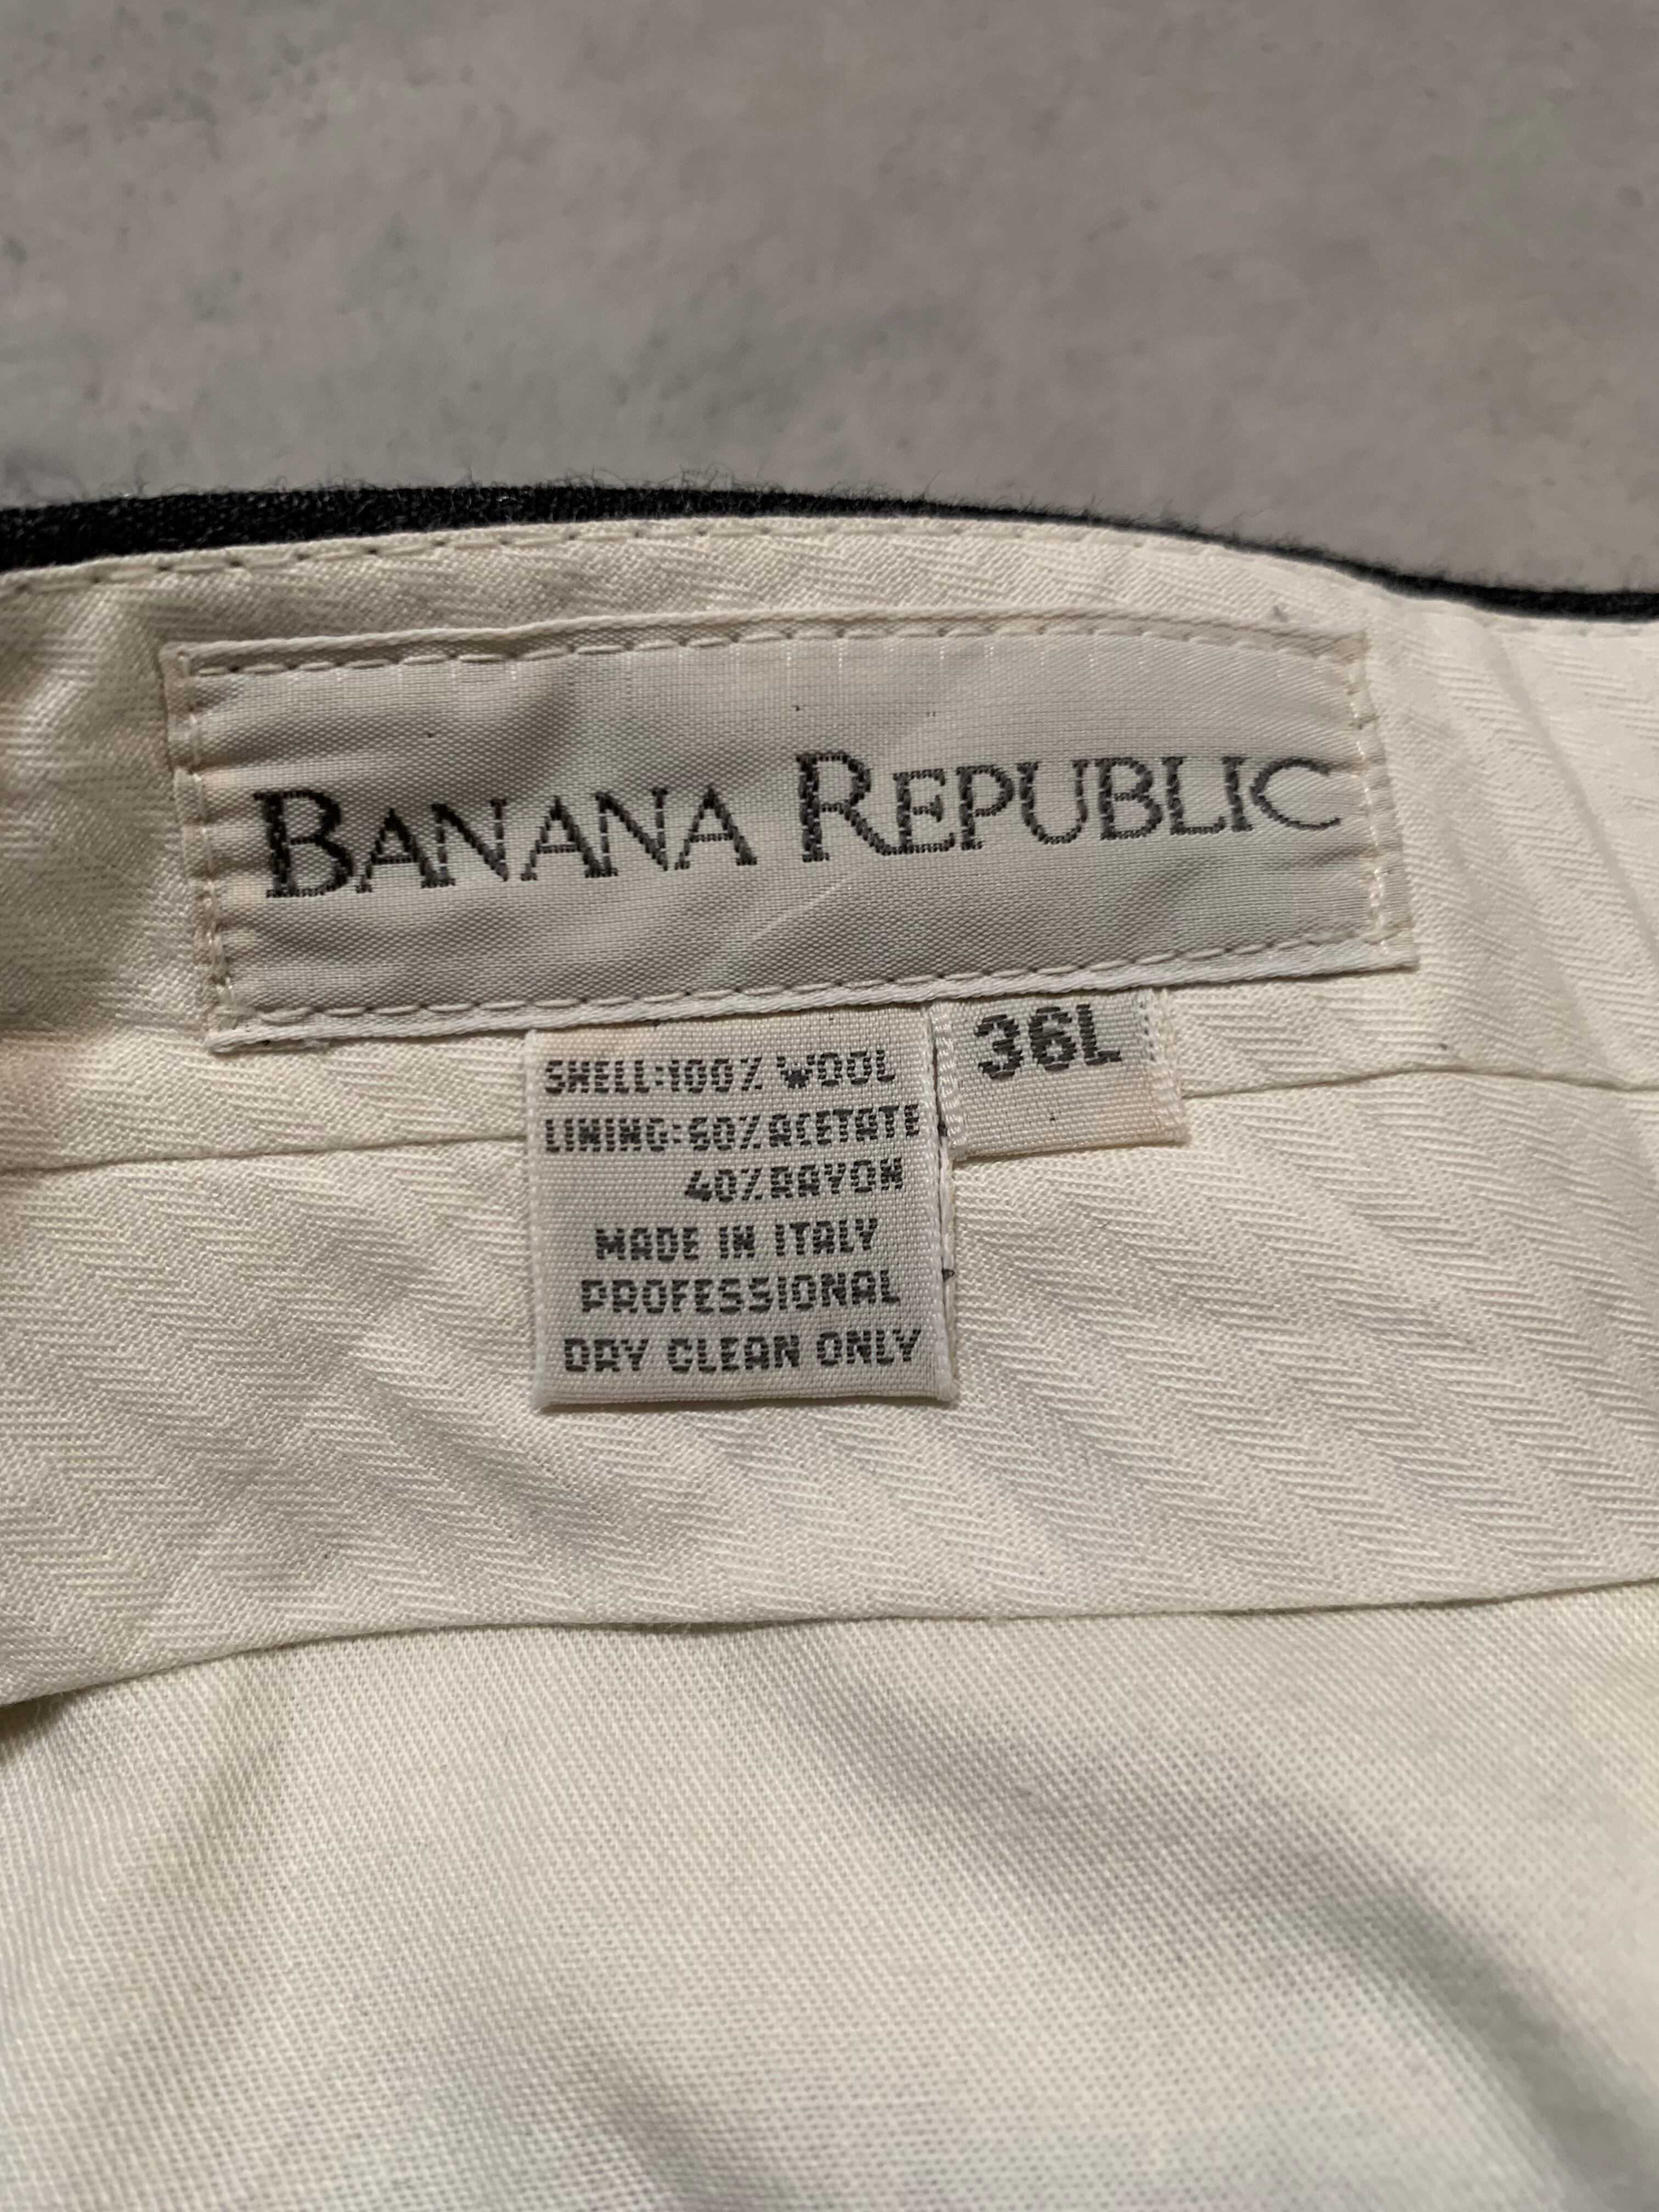 BANANA REPUBLIC
36L
SHELL:100% WOOL
LINING:60%ACETATE
40%RAYON
MADE IN ITALY
PROFESSIONAL
DRY CLEAN ONLY